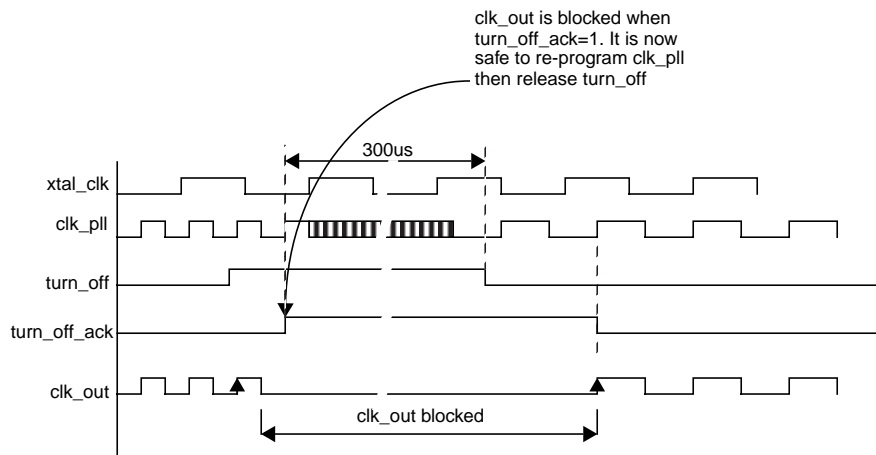 clk_out is blocked when
turn_off_ack=1. It is now
safe to re-program clk_pll
then release turn_off
300us
xtal_clk
clk_pll
turn_off
turn_off_ack
clk_out
clk_out blocked